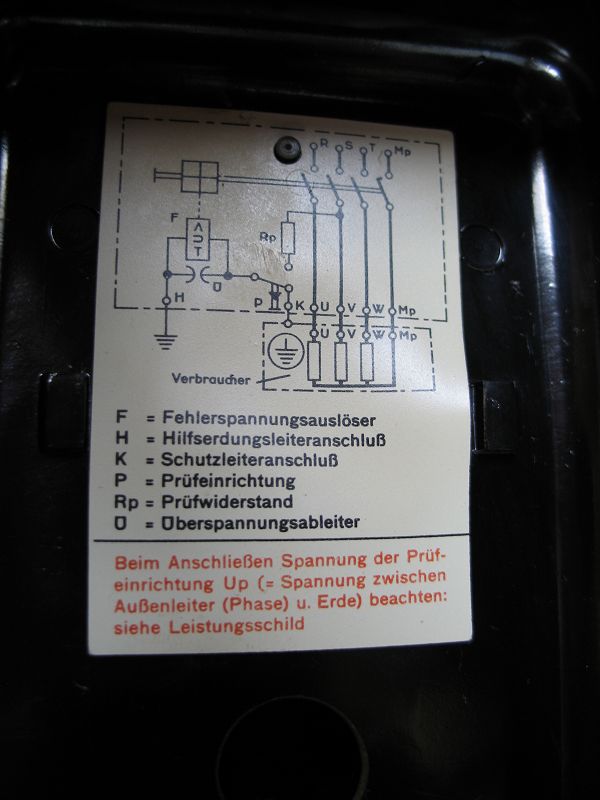 R S T Mp
F
Rp
Ü
H
P K U V W Mp
U V W Mp
Verbraucher
F = Fehlerspannungsauslöser
H = Hilfserdungsleiteranschluß
K = Schutzleiteranschluß
P = Prüfeinrichtung
Rp = Prüfwiderstand
Ü = Überspannungsableiter
Beim Anschließen Spannung der Prüf-
einrichtung Up (= Spannung zwischen
Außenleiter (Phase) u. Erde) beachten:
siehe Leistungsschild